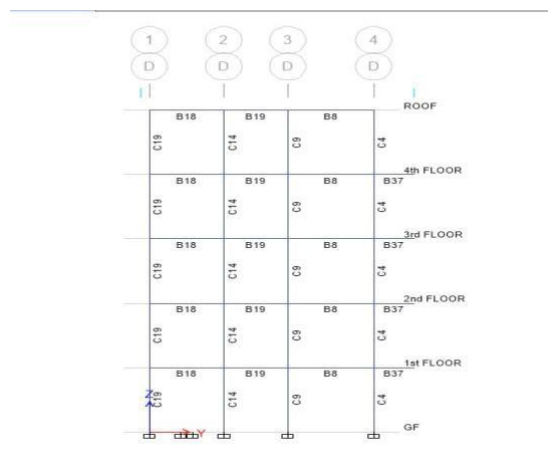 1 2 3 4
D D D D
ROOF
B18 B19 B8
C19 C14 C9 C4
4th FLOOR
B18 B19 B8 B37
C19 C14 C9 C4
3rd FLOOR
B18 B19 B8 B37
C19 C14 C9 C4
2nd FLOOR
B18 B19 B8 B37
C19 C14 C9 C4
1st FLOOR
B18 B19 B8 B37
Z C19 C14 C9 C4
Y GF